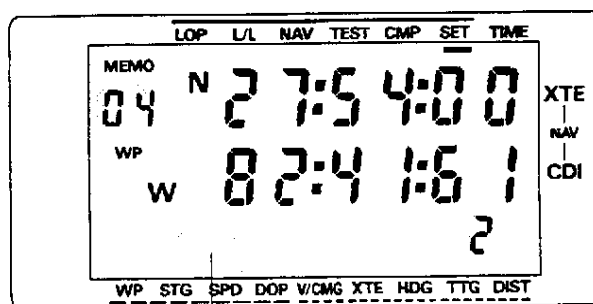 LOP L/L NAV TEST CMP SET TIME
MEMO
04 N 27:54:00
WP
W 82:41:61
2
XTE
NAV
CDI
WP STG SPD DOP V/CMG XTE HDG TTG DIST